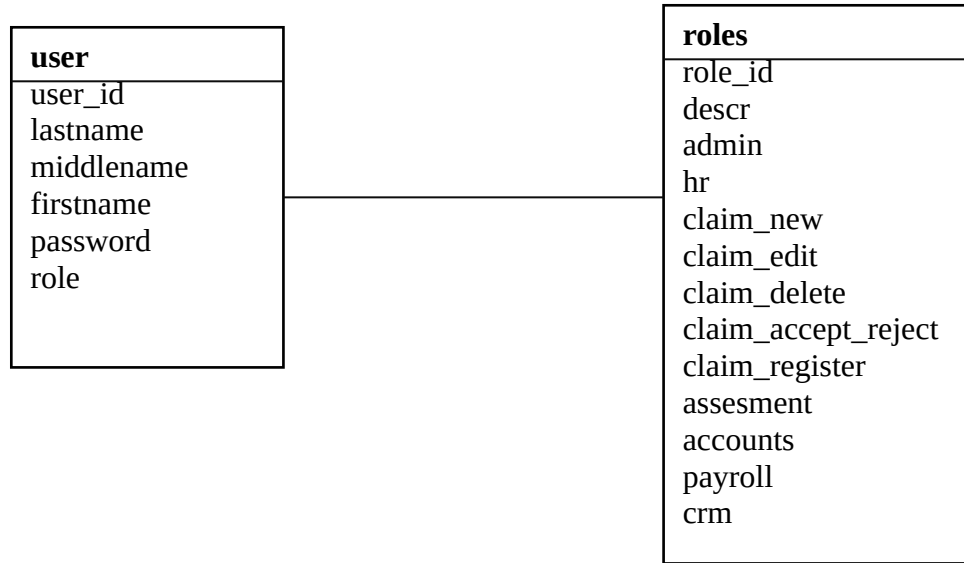 user
user_id
lastname
middlename
firstname
password
role
roles
role_id
descr
admin
hr
claim_new
claim_edit
claim_delete
claim_accept_reject
claim_register
assesment
accounts
payroll
crm